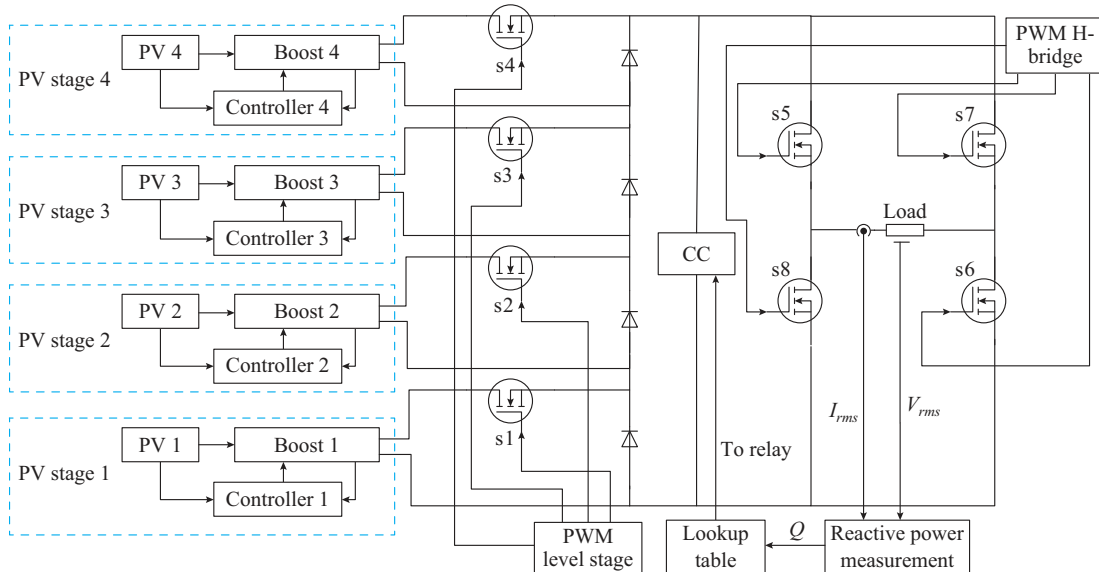 PV stage 4
PV 4
Boost 4
Controller 4
s4
PWM H-
bridge
PV stage 3
PV 3
Boost 3
Controller 3
s3
s5
s7
Load
CC
PV stage 2
PV 2
Boost 2
Controller 2
s2
s8
s6
PV stage 1
PV 1
Boost 1
Controller 1
s1
To relay
Irms
Vrms
PWM
level stage
Lookup
table
Q
Reactive power
measurement